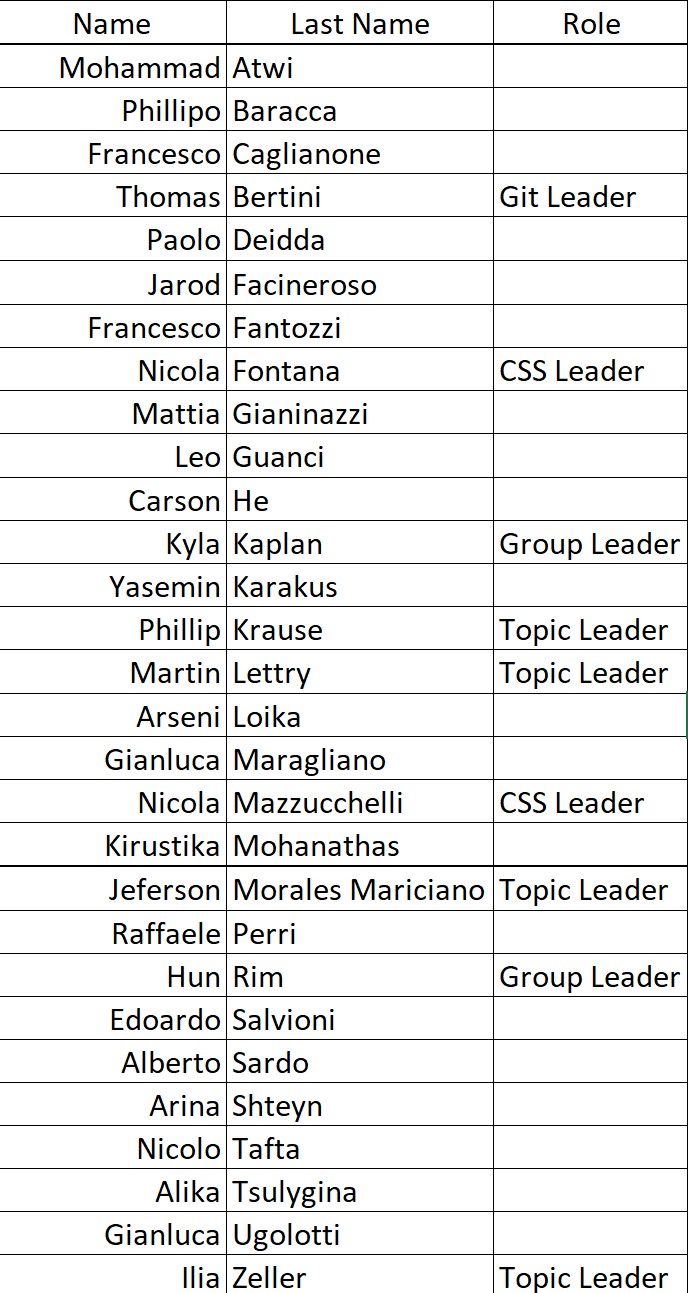 Name Last Name Role
Mohammad Atwi
Phillipo Baracca
Francesco Caglianone
Thomas Bertini Git Leader
Paolo Deidda
Jarod Facineroso
Francesco Fantozzi
Nicola Fontana CSS Leader
Mattia Gianinazzi
Leo Guanci
Carson He
Kyla Kaplan Group Leader
Yasemin Karakus
Phillip Krause Topic Leader
Martin Lettry Topic Leader
Arseni Loika
Gianluca Maragliano
Nicola Mazzucchelli CSS Leader
Kirustika Mohanathas
Jeferson Morales Mariciano Topic Leader
Raffaele Perri
Hun Rim Group Leader
Edoardo Salvioni
Alberto Sardo
Arina Shteyn
Nicolo Tafta
Alika Tsulygina
Gianluca Ugolotti
Ilia Zeller Topic Leader